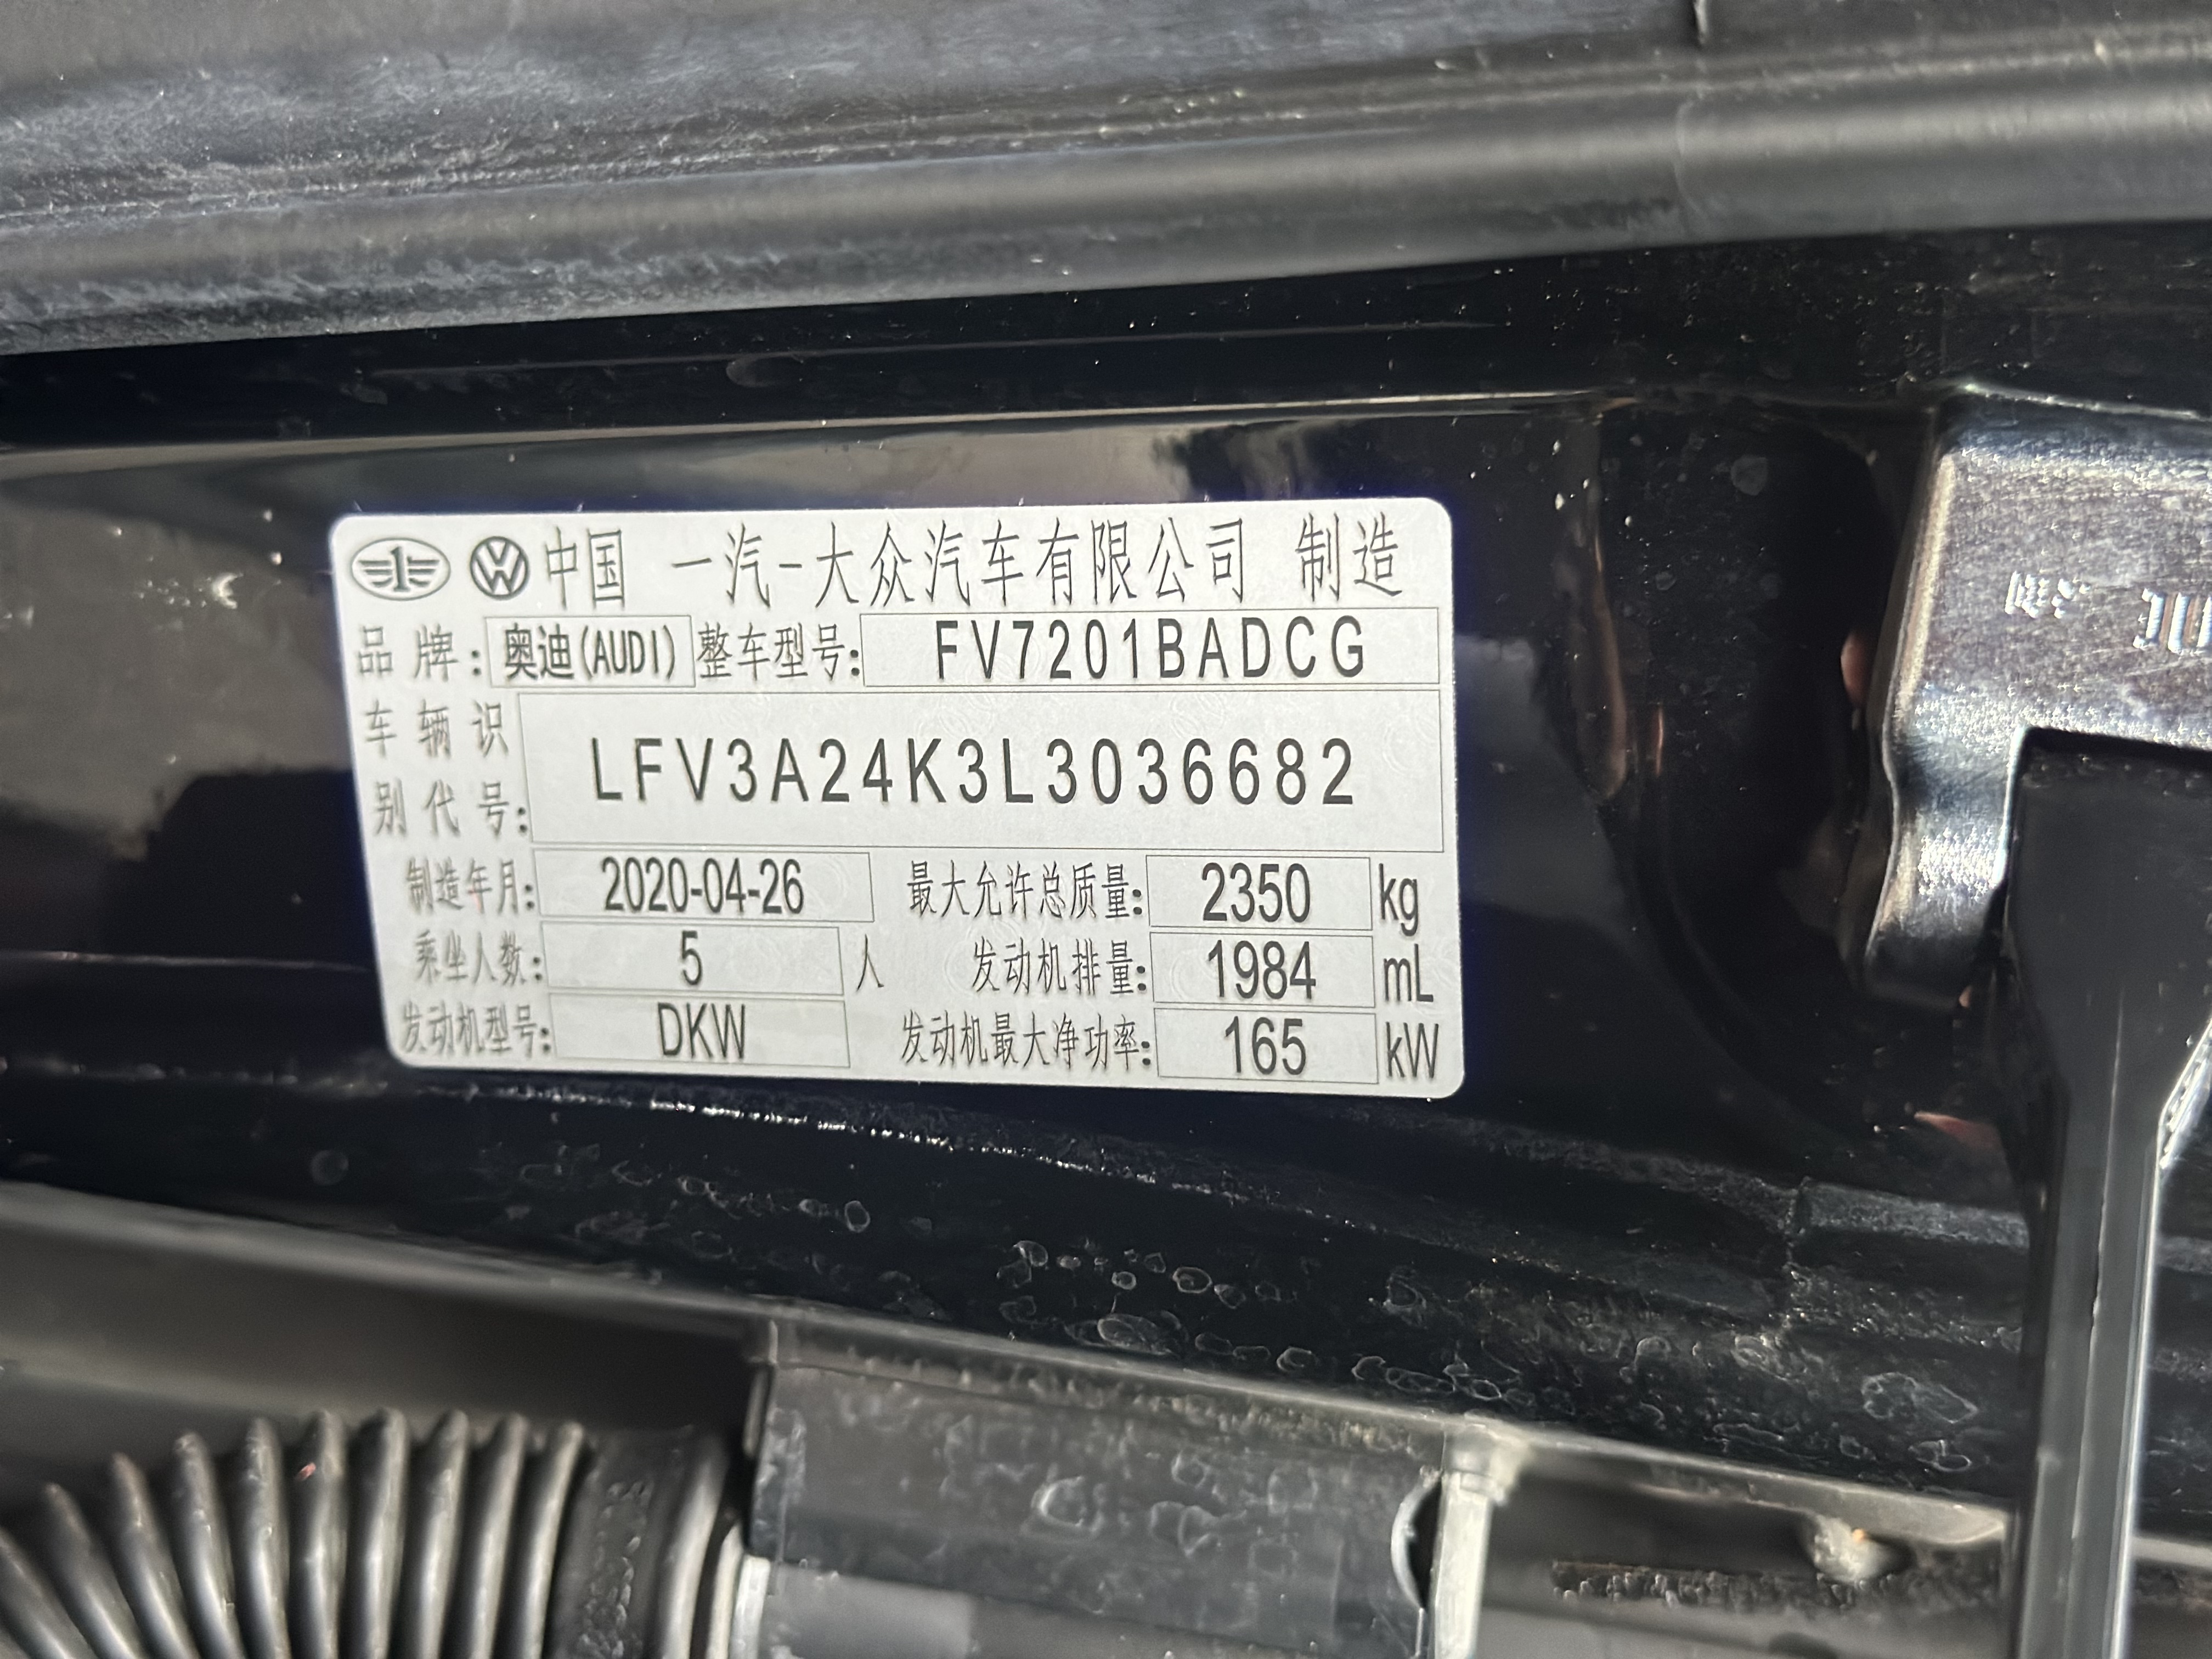 中国 一汽-大众汽车有限公司 制造
品牌: 奥迪(AUDI) 整车型号: FV7201BADCG
车辆识
别代号: LFV3A24K3L3036682
制造年月: 2020-04-26 最大允许总质量: 2350 kg
乘坐人数: 5 人 发动机排量: 1984 mL
发动机型号: DKW 发动机最大净功率: 165 kW